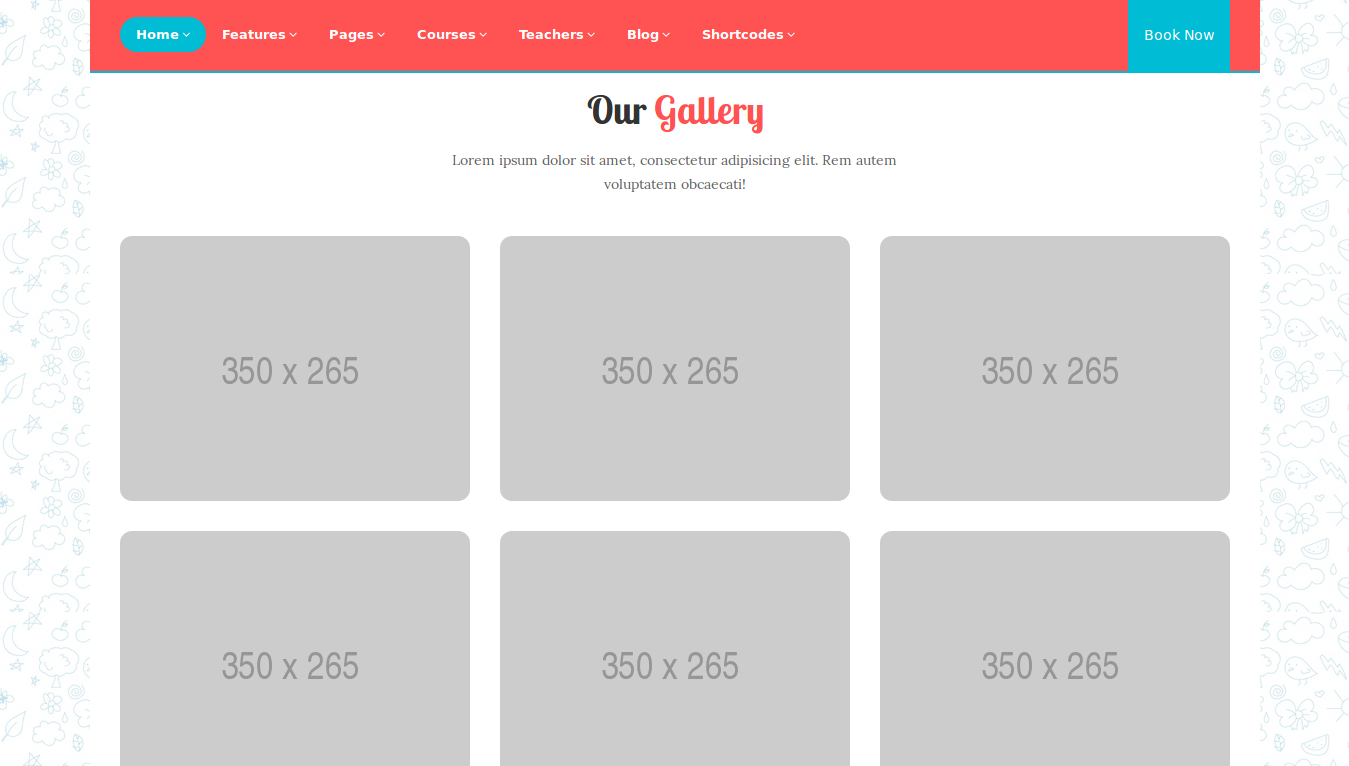 Home Features Pages Courses Teachers Blog Shortcodes Book Now
Our Gallery
Lorem ipsum dolor sit amet, consectetur adipisicing elit. Rem autem
voluptatem obcaecati!
350 x 265 350 x 265 350 x 265
350 x 265 350 x 265 350 x 265